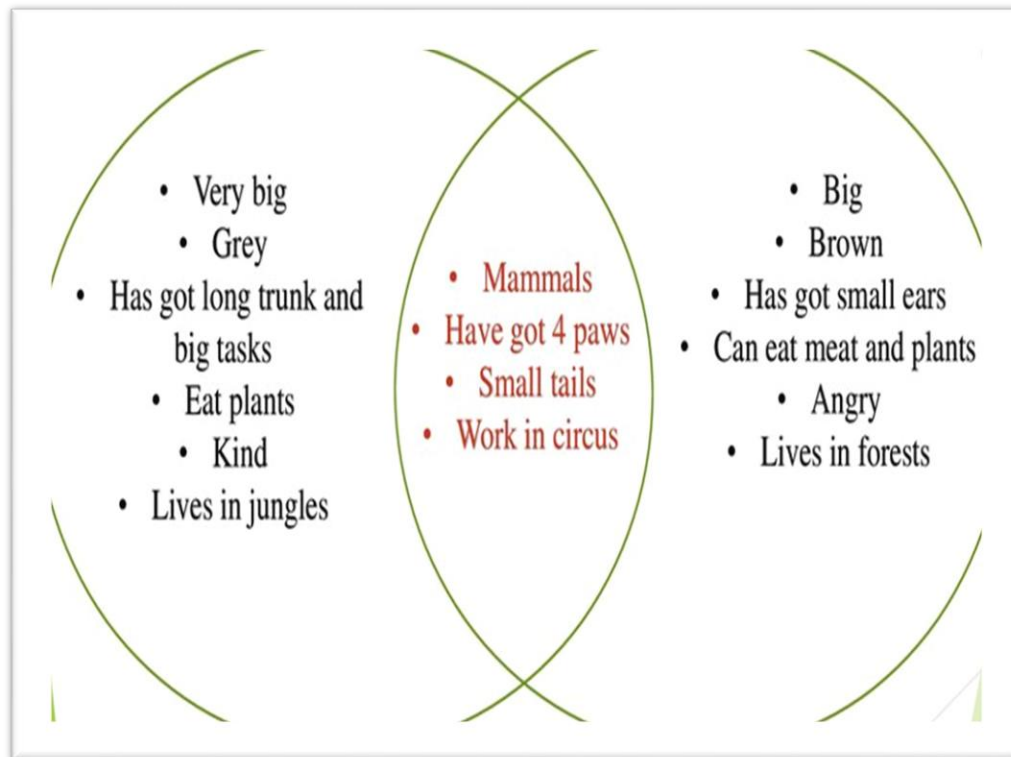 • Very big
• Grey
• Has got long trunk and
big tasks
• Eat plants
• Kind
• Lives in jungles
• Mammals
• Have got 4 paws
• Small tails
• Work in circus
• Big
• Brown
• Has got small ears
• Can eat meat and plants
• Angry
• Lives in forests